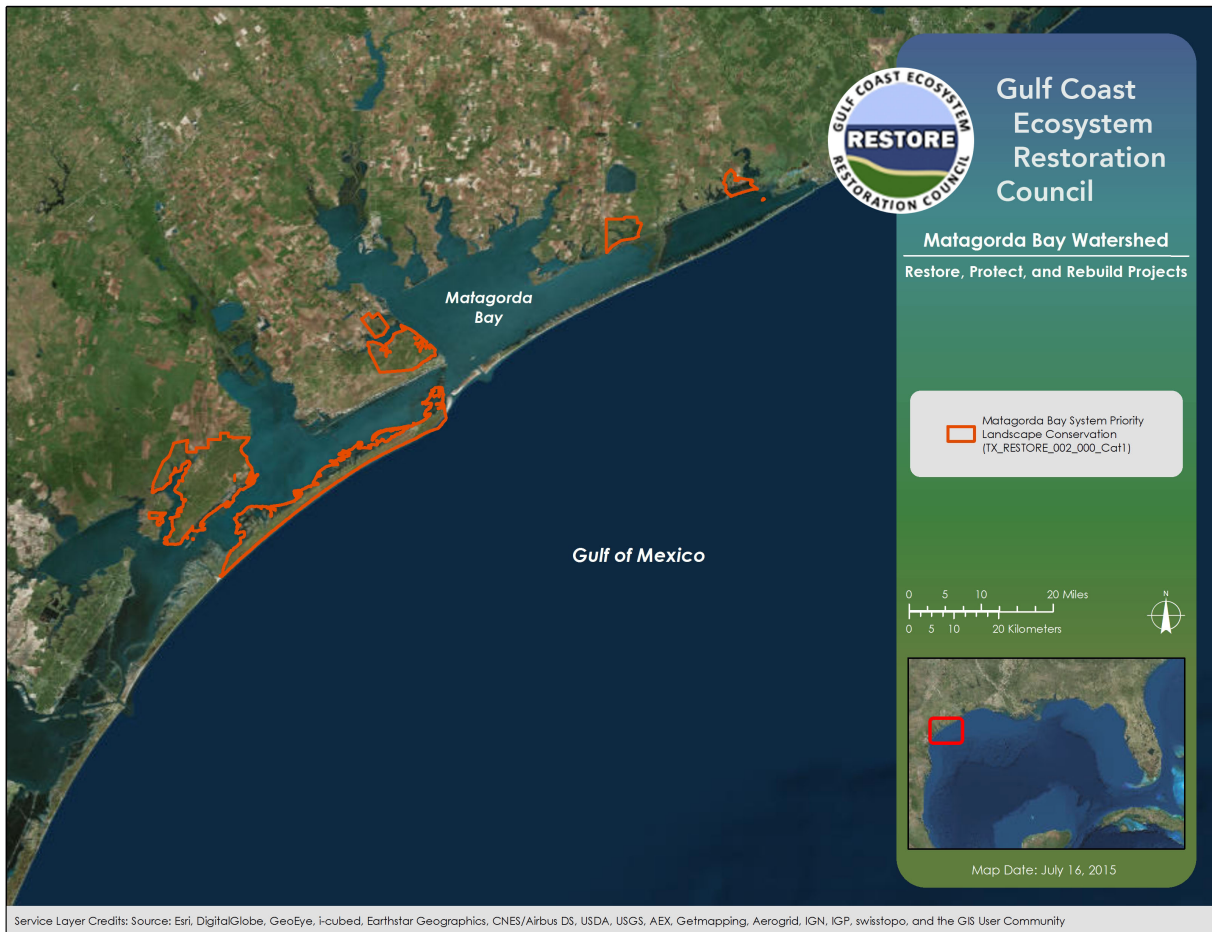 GULF COAST ECOSYSTEM
RESTORE
RESTORATION COUNCIL
Gulf Coast
Ecosystem
Restoration
Council
Matagorda Bay Watershed
Restore, Protect, and Rebuild Projects
Matagorda
Bay
Matagorda Bay System Priority
Landscape Conservation
(TX_RESTORE_002_000_Cat1)
Gulf of Mexico
0 5 10 20 Miles
0 5 10 20 Kilometers
N
Map Date: July 16, 2015
Service Layer Credits: Source: Esri, DigitalGlobe, GeoEye, i-cubed, Earthstar Geographics, CNES/Airbus DS, USDA, USGS, AEX, Getmapping, Aerogrid, IGN, IGP, swisstopo, and the GIS User Community